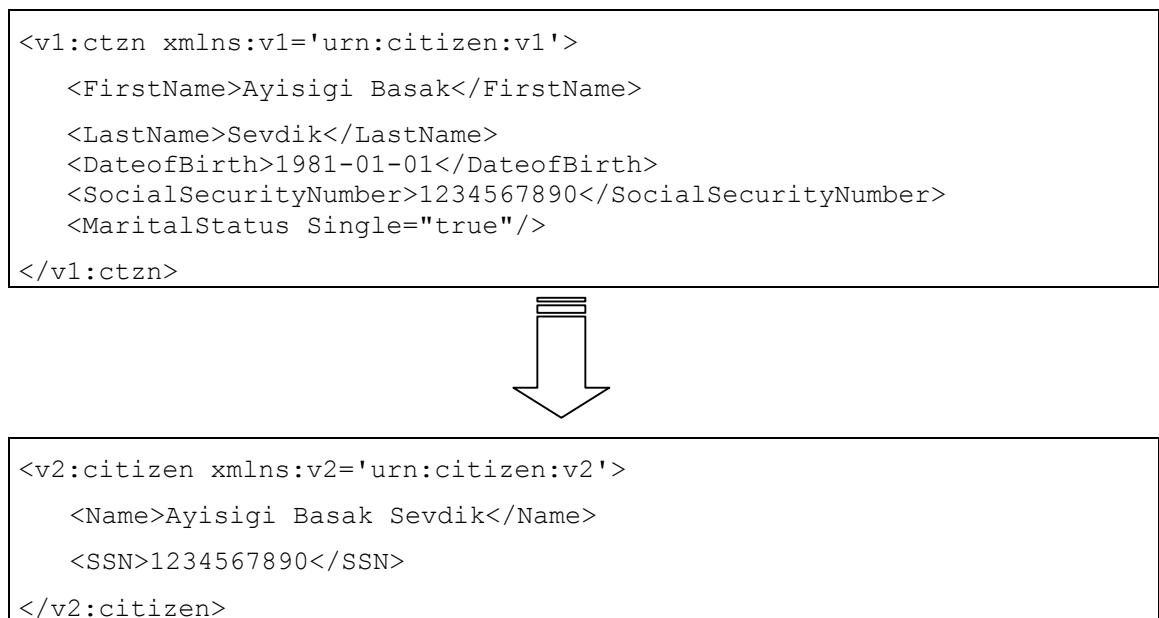 <v1:ctzn xmlns:v1='urn:citizen:v1'>
<FirstName>Ayisigi Basak</FirstName>
<LastName>Sevdik</LastName>
<DateofBirth>1981-01-01</DateofBirth>
<SocialSecurityNumber>1234567890</SocialSecurityNumber>
<MaritalStatus Single="true"/>
</v1:ctzn>
<v2:citizen xmlns:v2='urn:citizen:v2'>
<Name>Ayisigi Basak Sevdik</Name>
<SSN>1234567890</SSN>
</v2:citizen>